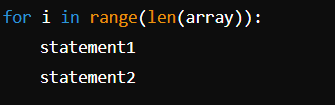 for i in range(len(array)):
    statement1
    statement2